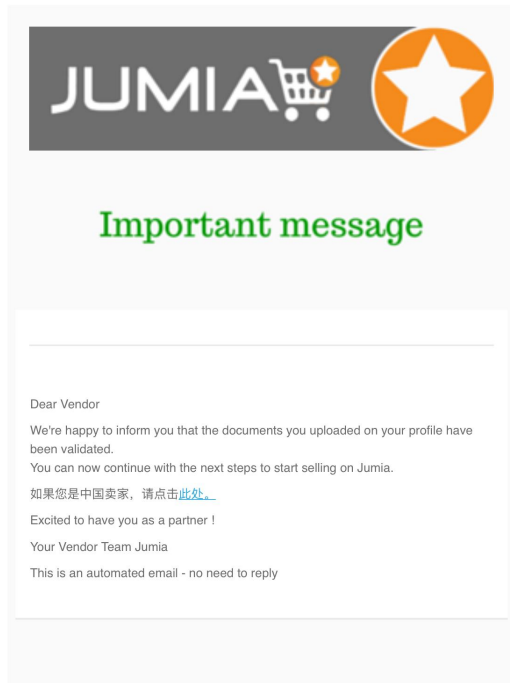 JUMIA
Important message
Dear Vendor
We're happy to inform you that the documents you uploaded on your profile have
been validated.
You can now continue with the next steps to start selling on Jumia.
如果您是中国卖家，请点击此处。
Excited to have you as a partner !
Your Vendor Team Jumia
This is an automated email - no need to reply